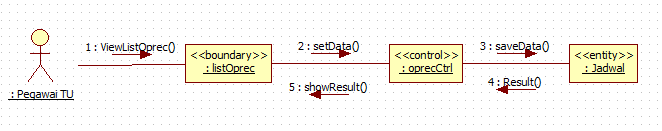 1 : ViewListOprec()
2 : setData()
3 : saveData()
<<boundary>>
: listOprec
<<control>>
: oprecCtrl
<<entity>>
: Jadwal
5 : showResult()
4 : Result()
: Pegawai TU